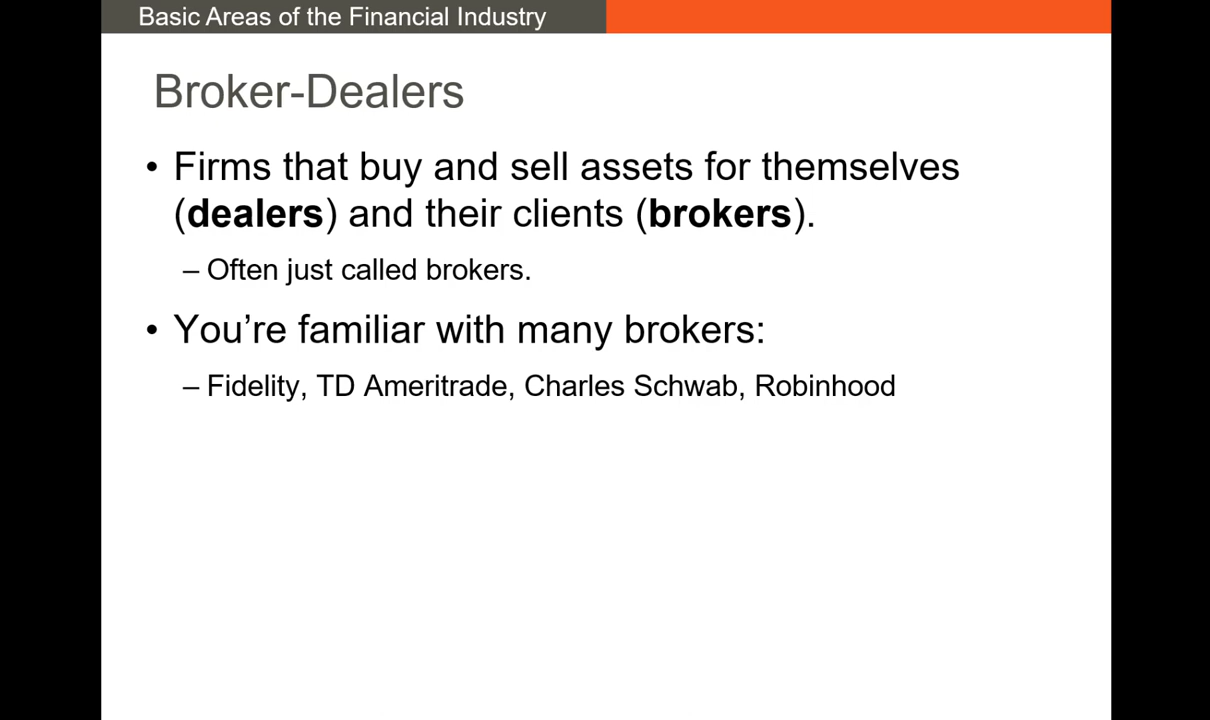 Basic Areas of the Financial Industry
Broker-Dealers
• Firms that buy and sell assets for themselves
(dealers) and their clients (brokers).
– Often just called brokers.
• You’re familiar with many brokers:
– Fidelity, TD Ameritrade, Charles Schwab, Robinhood